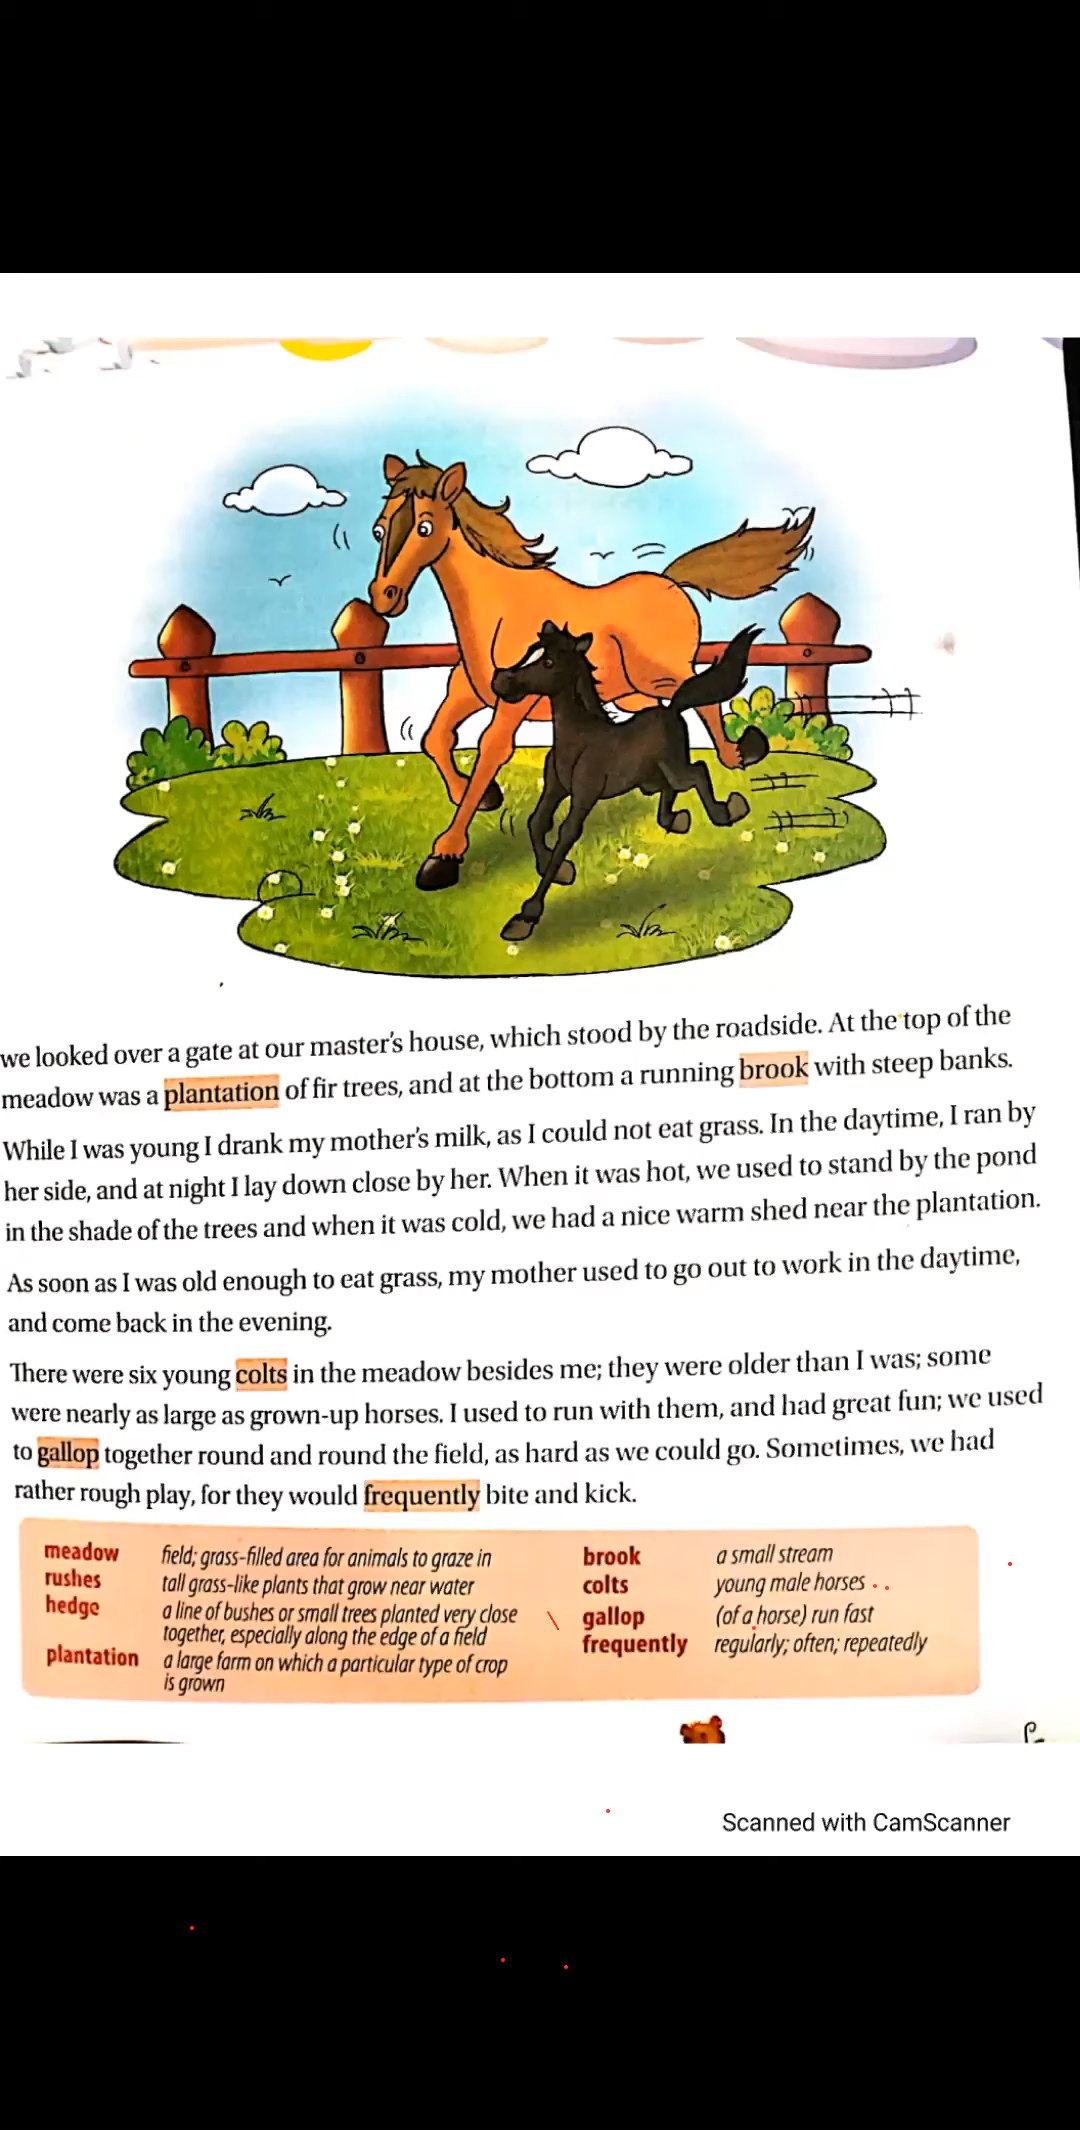 we looked over a gate at our master's house, which stood by the roadside. At the top of the
meadow was a plantation of fir trees, and at the bottom a running brook with steep banks.
While I was young I drank my mother's milk, as I could not eat grass. In the daytime, I ran by
her side, and at night I lay down close by her. When it was hot, we used to stand by the pond
in the shade of the trees and when it was cold, we had a nice warm shed near the plantation.
As soon as I was old enough to eat grass, my mother used to go out to work in the daytime,
and come back in the evening.
There were six young colts in the meadow besides me; they were older than I was; some
were nearly as large as grown-up horses. I used to run with them, and had great fun; we used
to gallop together round and round the field, as hard as we could go. Sometimes, we had
rather rough play, for they would frequently bite and kick.
meadow field; grass-filled area for animals to graze in
rushes tall grass-like plants that grow near water
hedge a line of bushes or small trees planted very close
together, especially along the edge of a field
plantation a large farm on which a particular type of crop
is grown
brook a small stream
colts young male horses
gallop (of a horse) run fast
frequently regularly; often; repeatedly
Scanned with CamScanner